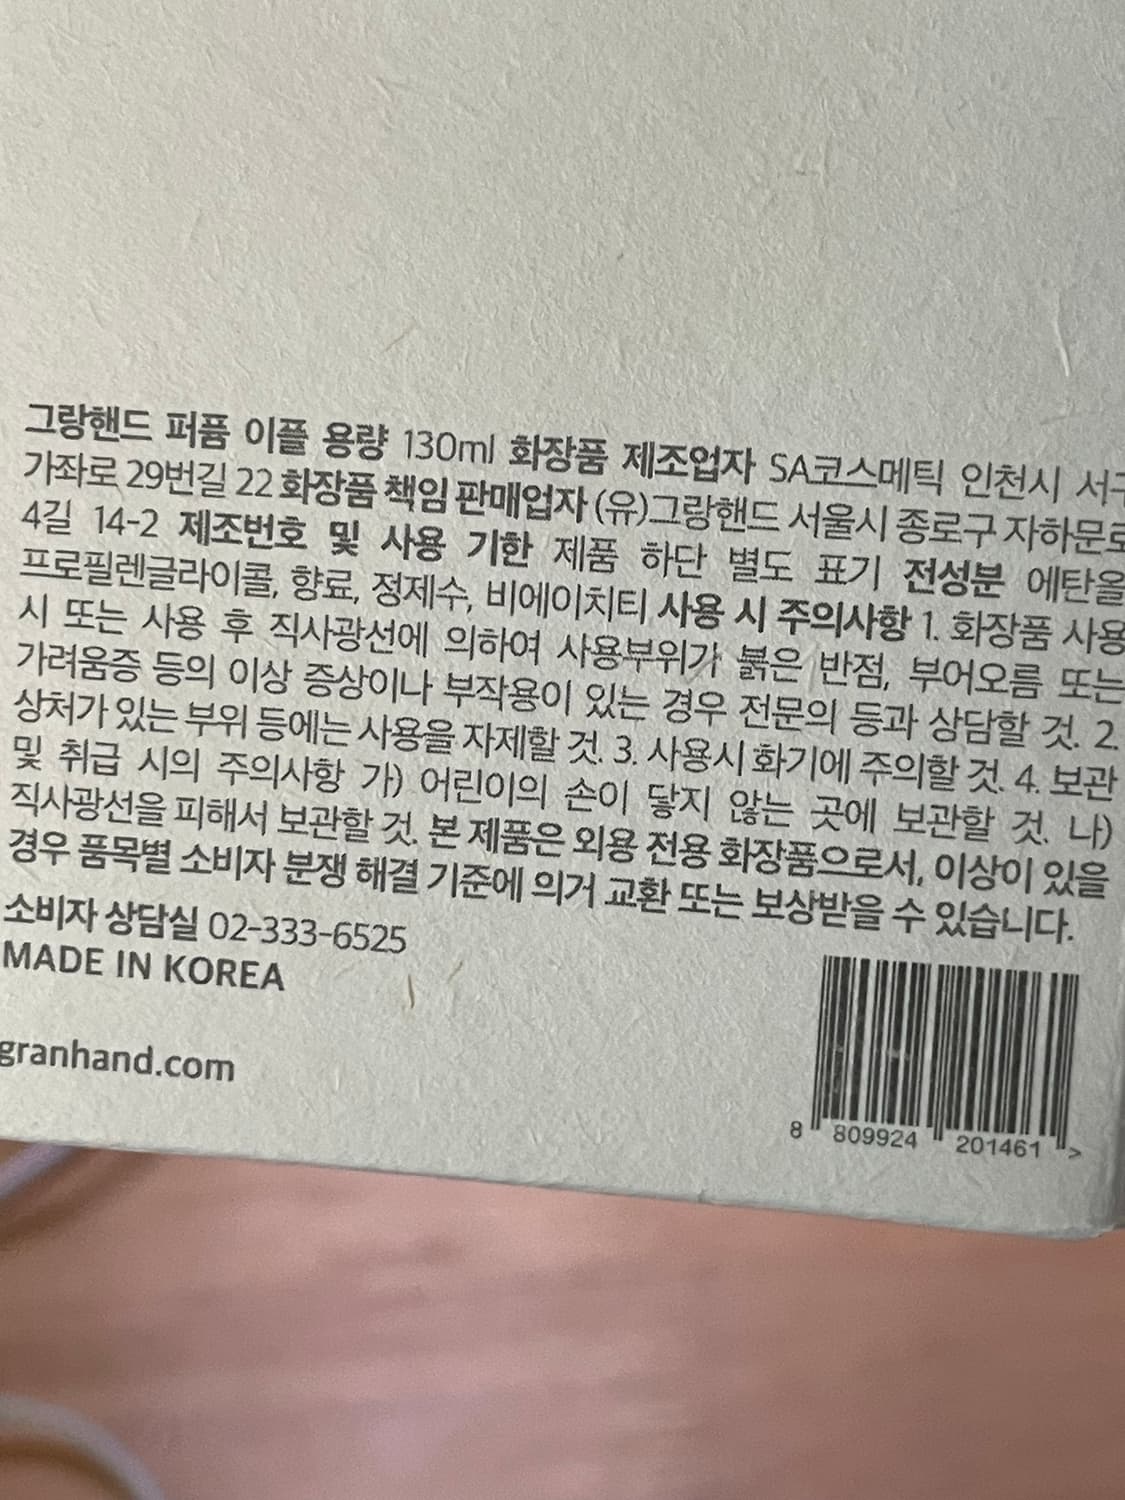 그랑핸드 퍼퓸 이플 용량 130ml 화장품 제조업자 SA코스메틱 인천시 서구
가좌로 29번길 22 화장품 책임 판매업자 (유)그랑핸드 서울시 종로구 자하문로
4길 14-2 제조번호 및 사용 기한 제품 하단 별도 표기 전성분 에탄올
프로필렌글라이콜, 향료, 정제수, 비에이치티 사용 시 주의사항 1. 화장품 사용
시 또는 사용 후 직사광선에 의하여 사용부위가 붉은 반점, 부어오름 또는
가려움증 등의 이상 증상이나 부작용이 있는 경우 전문의 등과 상담할 것. 2.
상처가 있는 부위 등에는 사용을 자제할 것. 3. 사용시 화기에 주의할 것. 4. 보관
및 취급 시의 주의사항 가) 어린이의 손이 닿지 않는 곳에 보관할 것. 나)
직사광선을 피해서 보관할 것. 본 제품은 외용 전용 화장품으로서, 이상이 있을
경우 품목별 소비자 분쟁 해결 기준에 의거 교환 또는 보상받을 수 있습니다.
소비자 상담실 02-333-6525
MADE IN KOREA
granhand.com
8 809924 201461 >